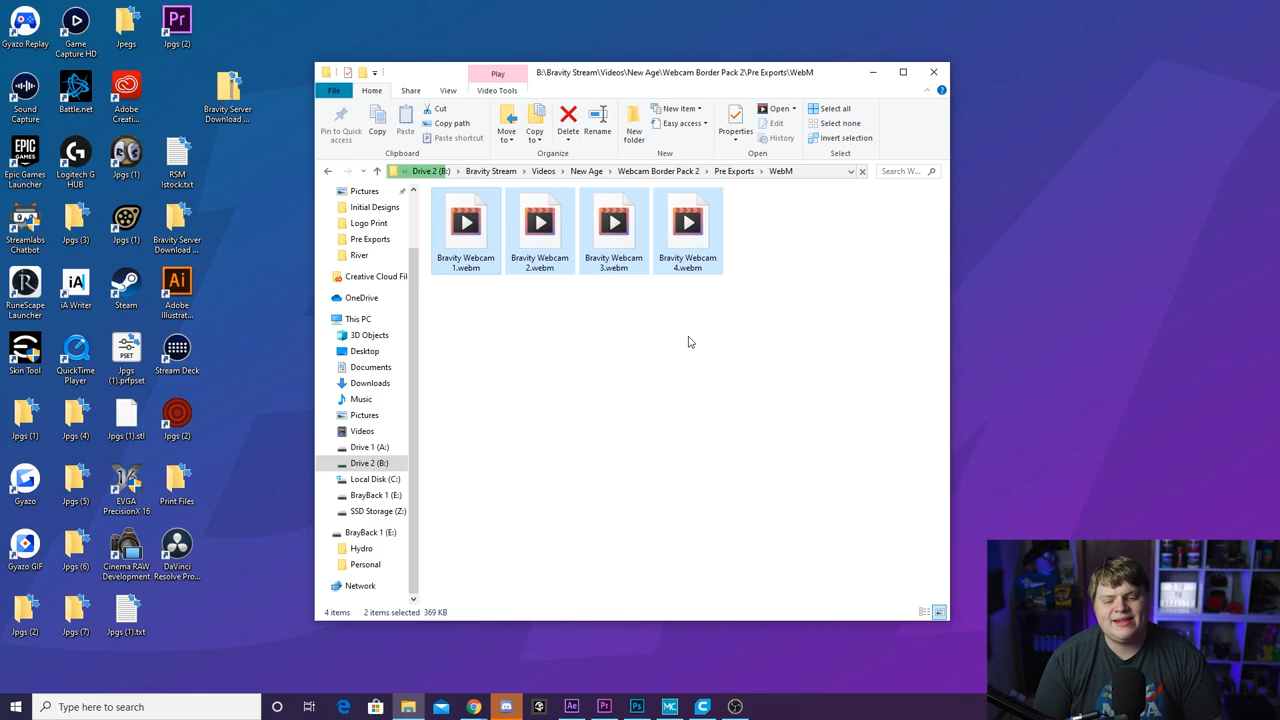 Gyazo Replay
Game
Capture HD
Jpegs
Jpgs (2)
Sound
Capture
Battle.net
Adobe
Creati...
Bravity Server
Download ...
Epic Games
Launcher
Logitech G
HUB
Jpgs (1)
RSM
Istock.txt
Streamlabs
Chatbot
Jpgs (3)
Jpgs (1)
Bravity Server
Download ...
RuneScape
Launcher
iA Writer
Steam
Adobe
Illustrat...
Skin Tool
QuickTime
Player
Jpgs
(1).prfpset
Stream Deck
Jpgs (1)
Jpgs (4)
Jpgs (1).stl
Jpgs (2)
Gyazo
Jpgs (5)
EVGA
PrecisionX 16
Print Files
Gyazo GIF
Jpgs (6)
Cinema RAW
Development
DaVinci
Resolve Pro...
Jpgs (2)
Jpgs (7)
Jpgs (1).txt
Play
B:\Bravity Stream\Videos\New Age\Webcam Border Pack 2\Pre Exports\WebM
File
Home
Share
View
Video Tools
Pin to Quick
access
Copy
Paste
Cut
Copy path
Paste shortcut
Clipboard
Move
to
Copy
to
Delete
Rename
Organize
New
folder
New item
Easy access
New
Properties
Open
Edit
History
Open
Select all
Select none
Invert selection
Select
« Drive 2 (B:) > Bravity Stream > Videos > New Age > Webcam Border Pack 2 > Pre Exports > WebM
Search W...
Pictures
Initial Designs
Logo Print
Pre Exports
River
Creative Cloud Fil
OneDrive
This PC
3D Objects
Desktop
Documents
Downloads
Music
Pictures
Videos
Drive 1 (A:)
Drive 2 (B:)
Local Disk (C:)
BrayBack 1 (E:)
SSD Storage (Z:)
BrayBack 1 (E:)
Hydro
Personal
Network
Bravity Webcam
1.webm
Bravity Webcam
2.webm
Bravity Webcam
3.webm
Bravity Webcam
4.webm
4 items
2 items selected 369 KB
Type here to search